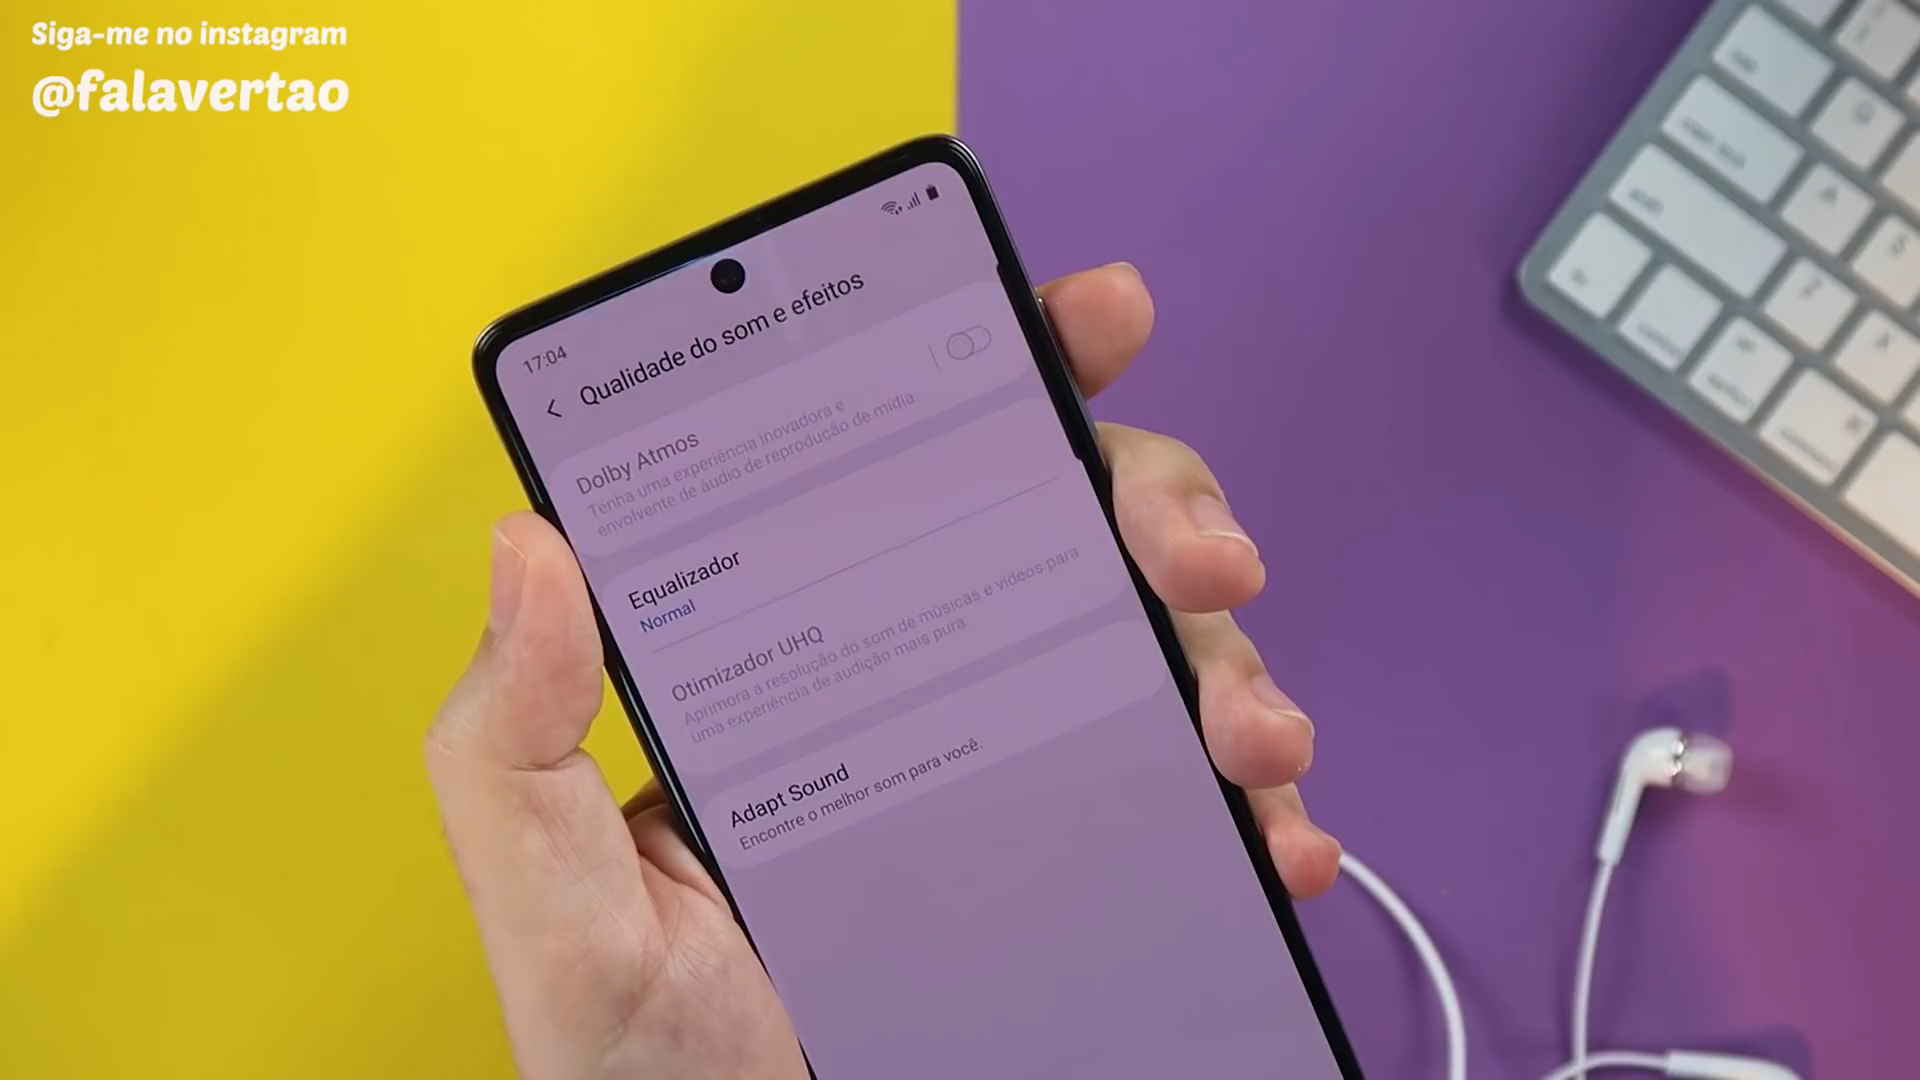 Siga-me no instagram
@falavertao
17:04
Qualidade do som e efeitos
Dolby Atmos
Tenha uma experiência inovadora e
envolvente de áudio de reprodução de mídia.
Equalizador
Normal
Otimizador UHQ
Aprimora a resolução do som de músicas e vídeos para
uma experiência de audição mais pura
Adapt Sound
Encontre o melhor som para você.
A
S
Z
X